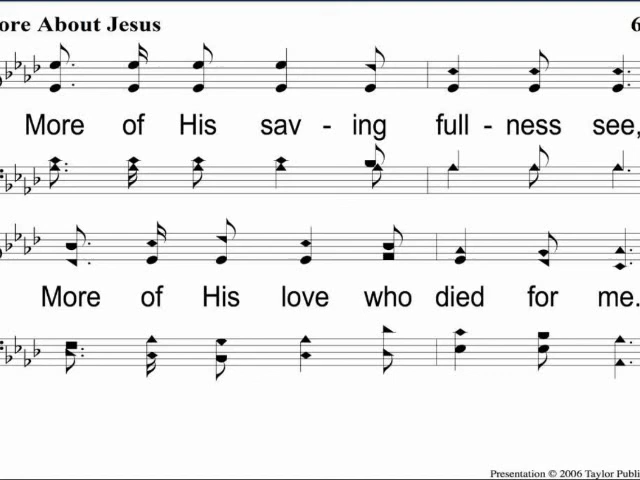 ore About Jesus 6
More of His sav - ing full - ness see,
More of His love who died for me.
Presentation © 2006 Taylor Publi